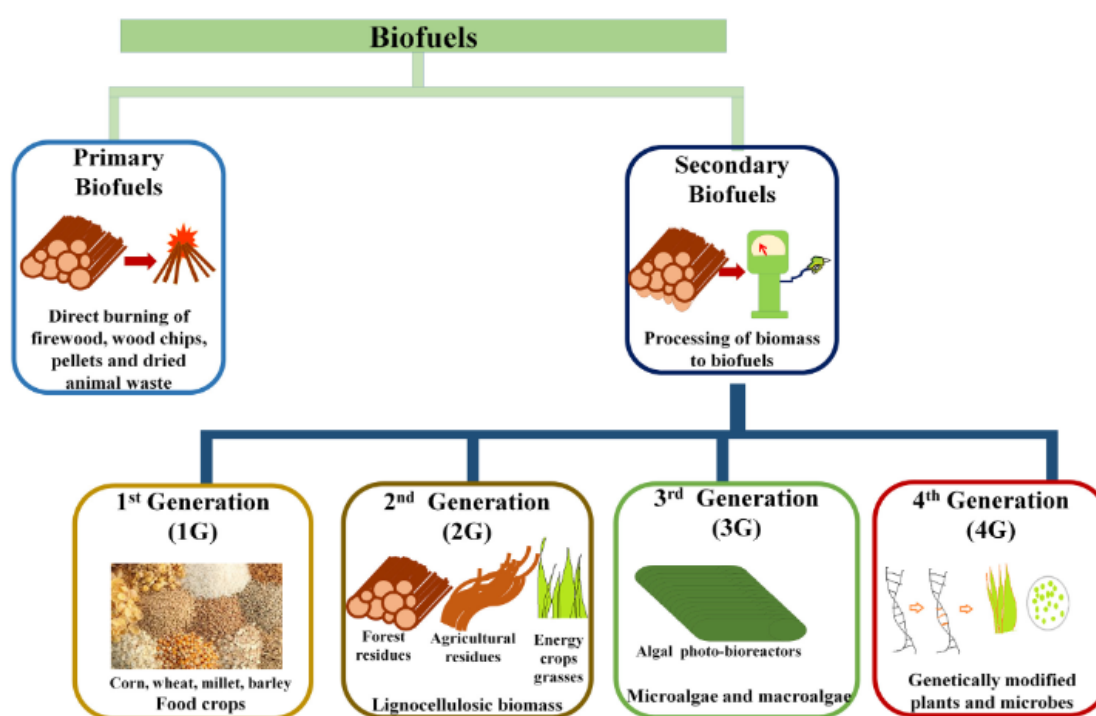 Biofuels
Primary
Biofuels
Direct burning of
firewood, wood chips,
pellets and dried
animal waste
Secondary
Biofuels
Processing of biomass
to biofuels
1st Generation
(1G)
Corn, wheat, millet, barley
Food crops
2nd Generation
(2G)
Forest
residues
Agricultural
residues
Energy
crops
grasses
Lignocellulosic biomass
3rd Generation
(3G)
Algal photo-bioreactors
Microalgae and macroalgae
4th Generation
(4G)
Genetically modified
plants and microbes